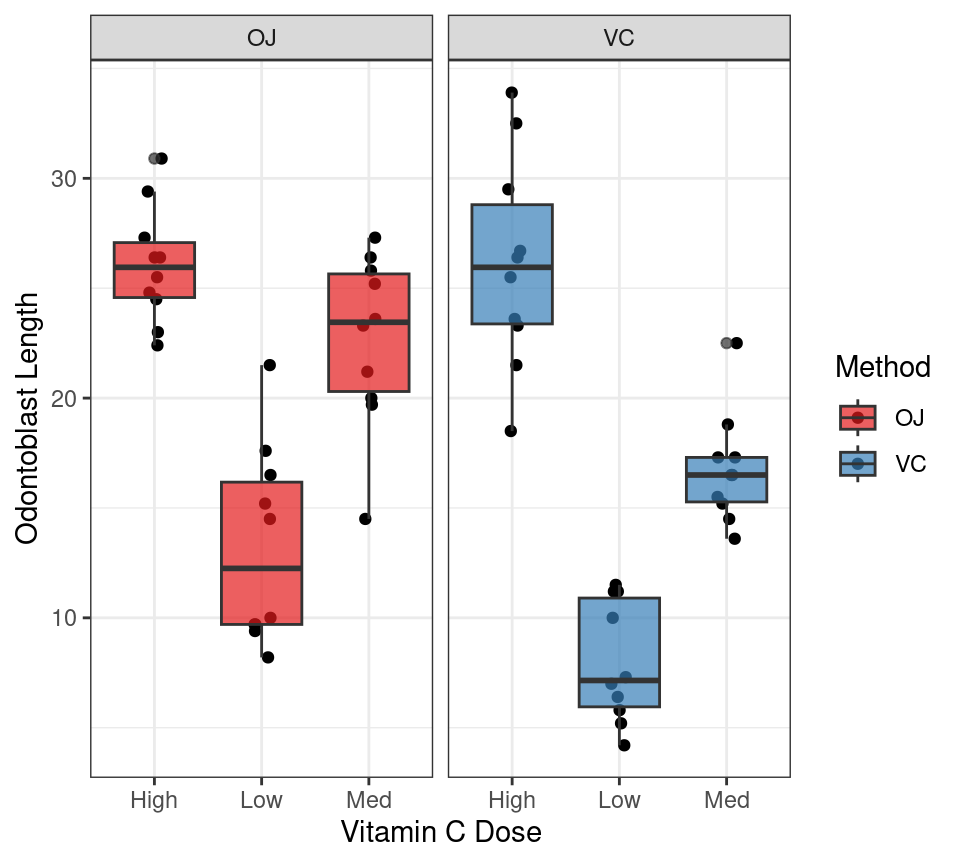 OJ
VC
30
20
10
Odontoblast Length
High
Low
Med
High
Low
Med
Vitamin C Dose
Method
OJ
VC